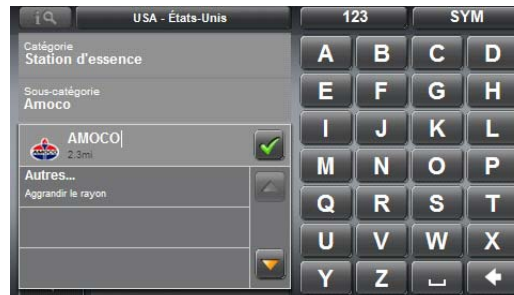 USA - États-Unis
123
SYM
Catégorie
Station d'essence
Sous-catégorie
Amoco
AMOCO
2.3mi
Autres...
Aggrandir le rayon
A B C D
E F G H
I J K L
M N O P
Q R S T
U V W X
Y Z